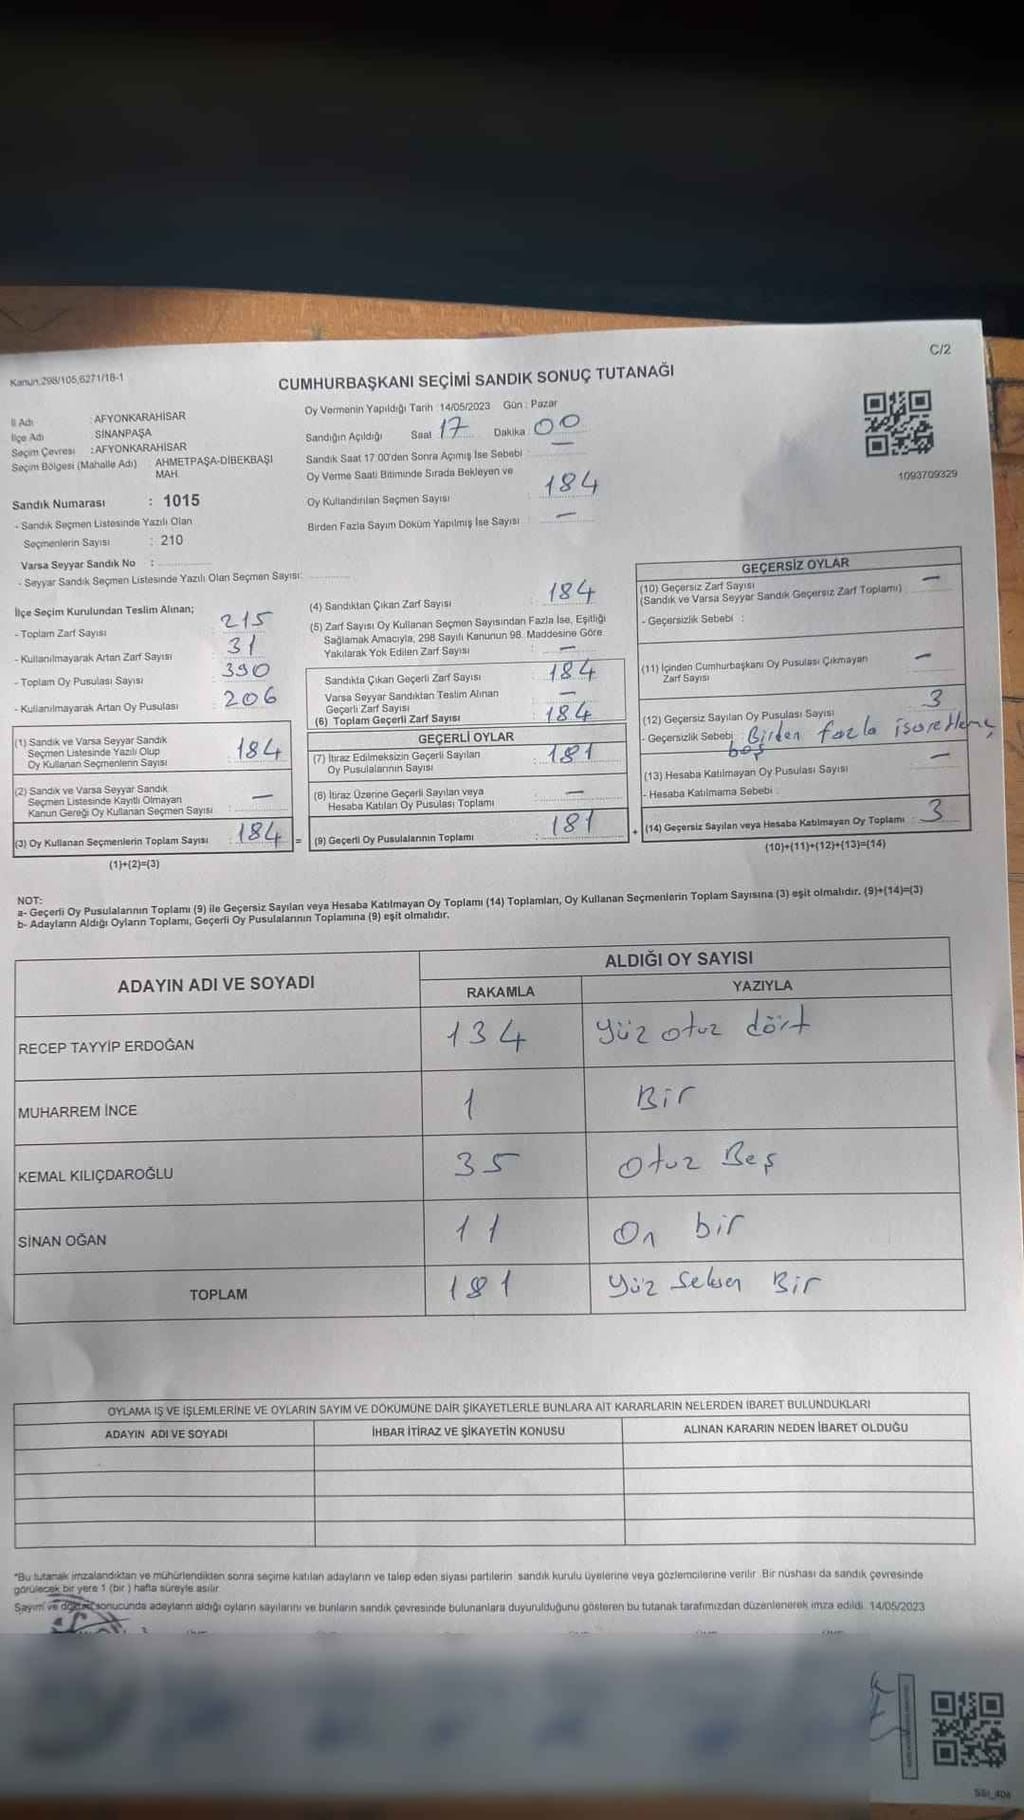 C/2
Kanun.298/105,6271/18-1
CUMHURBAŞKANI SEÇİMİ SANDIK SONUÇ TUTANAĞI
1093709329
İl Adı : AFYONKARAHİSAR
İlçe Adı SİNANPAŞA
Seçim Çevresi : AFYONKARAHİSAR
Seçim Bölgesi (Mahalle Adı) AHMETPAŞA-DİBEKBAŞI
MAH.
Sandık Numarası : 1015
- Sandık Seçmen Listesinde Yazılı Olan
Seçmenlerin Sayısı : 210
Varsa Seyyar Sandık No :
- Seyyar Sandık Seçmen Listesinde Yazılı Olan Seçmen Sayısı:
Oy Vermenin Yapıldığı Tarih : 14/05/2023 Gün : Pazar
Sandığın Açıldığı Saat 17 Dakika : 00
Sandık Saat 17.00'den Sonra Açımış İse Sebebi : —
Oy Verme Saati Bitiminde Sırada Bekleyen ve
Oy Kullandırılan Seçmen Sayısı : 184
Birden Fazla Sayım Döküm Yapılmış İse Sayısı : —
İlçe Seçim Kurulundan Teslim Alınan;
- Toplam Zarf Sayısı : 215
- Kullanılmayarak Artan Zarf Sayısı : 31
- Toplam Oy Pusulası Sayısı : 390
- Kullanılmayarak Artan Oy Pusulası : 206
(1) Sandık ve Varsa Seyyar Sandık
Seçmen Listesinde Yazılı Olup
Oy Kullanan Seçmenlerin Sayısı : 184
(2) Sandık ve Varsa Seyyar Sandık
Seçmen Listesinde Kayıtlı Olmayan
Kanun Gereği Oy Kullanan Seçmen Sayısı : —
(3) Oy Kullanan Seçmenlerin Toplam Sayısı : 184 =
(1)+(2)=(3)
(4) Sandıktan Çıkan Zarf Sayısı : 184
(5) Zarf Sayısı Oy Kullanan Seçmen Sayısından Fazla İse, Eşitliği
Sağlamak Amacıyla, 298 Sayılı Kanunun 98. Maddesine Göre
Yakılarak Yok Edilen Zarf Sayısı : —
Sandıkta Çıkan Geçerli Zarf Sayısı : 184
Varsa Seyyar Sandıktan Teslim Alınan
Geçerli Zarf Sayısı : —
(6) Toplam Geçerli Zarf Sayısı : 184
GEÇERLİ OYLAR
(7) İtiraz Edilmeksizin Geçerli Sayılan
Oy Pusulalarının Sayısı : 181
(8) İtiraz Üzerine Geçerli Sayılan veya
Hesaba Katılan Oy Pusulası Toplamı : —
(9) Geçerli Oy Pusulalarının Toplamı : 181 +
GEÇERSİZ OYLAR
(10) Geçersiz Zarf Sayısı
(Sandık ve Varsa Seyyar Sandık Geçersiz Zarf Toplamı) : —
- Geçersizlik Sebebi :
(11) İçinden Cumhurbaşkanı Oy Pusulası Çıkmayan
Zarf Sayısı —
(12) Geçersiz Sayılan Oy Pusulası Sayısı 3
- Geçersizlik Sebebi : Birden fazla işaretleme
boş
(13) Hesaba Katılmayan Oy Pusulası Sayısı —
- Hesaba Katılmama Sebebi :
(14) Geçersiz Sayılan veya Hesaba Katılmayan Oy Toplamı : 3
(10)+(11)+(12)+(13)=(14)
NOT:
a- Geçerli Oy Pusulalarının Toplamı (9) ile Geçersiz Sayılan veya Hesaba Katılmayan Oy Toplamı (14) Toplamları, Oy Kullanan Seçmenlerin Toplam Sayısına (3) eşit olmalıdır. (9)+(14)=(3)
b- Adayların Aldığı Oyların Toplamı, Geçerli Oy Pusulalarının Toplamına (9) eşit olmalıdır.
ADAYIN ADI VE SOYADI
ALDIĞI OY SAYISI
RAKAMLA YAZIYLA
RECEP TAYYİP ERDOĞAN 134 Yüz otuz dört
MUHARREM İNCE 1 Bir
KEMAL KILIÇDAROĞLU 35 Otuz Beş
SİNAN OĞAN 11 On bir
TOPLAM 181 Yüz Seksen Bir
OYLAMA İŞ VE İŞLEMLERİNE VE OYLARIN SAYIM VE DÖKÜMÜNE DAİR ŞİKAYETLERLE BUNLARA AİT KARARLARIN NELERDEN İBARET BULUNDUKLARI
ADAYIN ADI VE SOYADI İHBAR İTİRAZ VE ŞİKAYETİN KONUSU ALINAN KARARIN NEDEN İBARET OLDUĞU
*Bu tutanak imzalandıktan ve mühürlendikten sonra seçime katılan adayların ve talep eden siyasi partilerin sandık kurulu üyelerine veya gözlemcilerine verilir. Bir nüshası da sandık çevresinde
görülecek bir yere 1 (bir) hafta süreyle asılır.
Sayım ve döküm sonucunda adayların aldığı oyların sayılarını ve bunların sandık çevresinde bulunanlara duyurulduğunu gösteren bu tutanak tarafımızdan düzenlenerek imza edildi. 14/05/2023